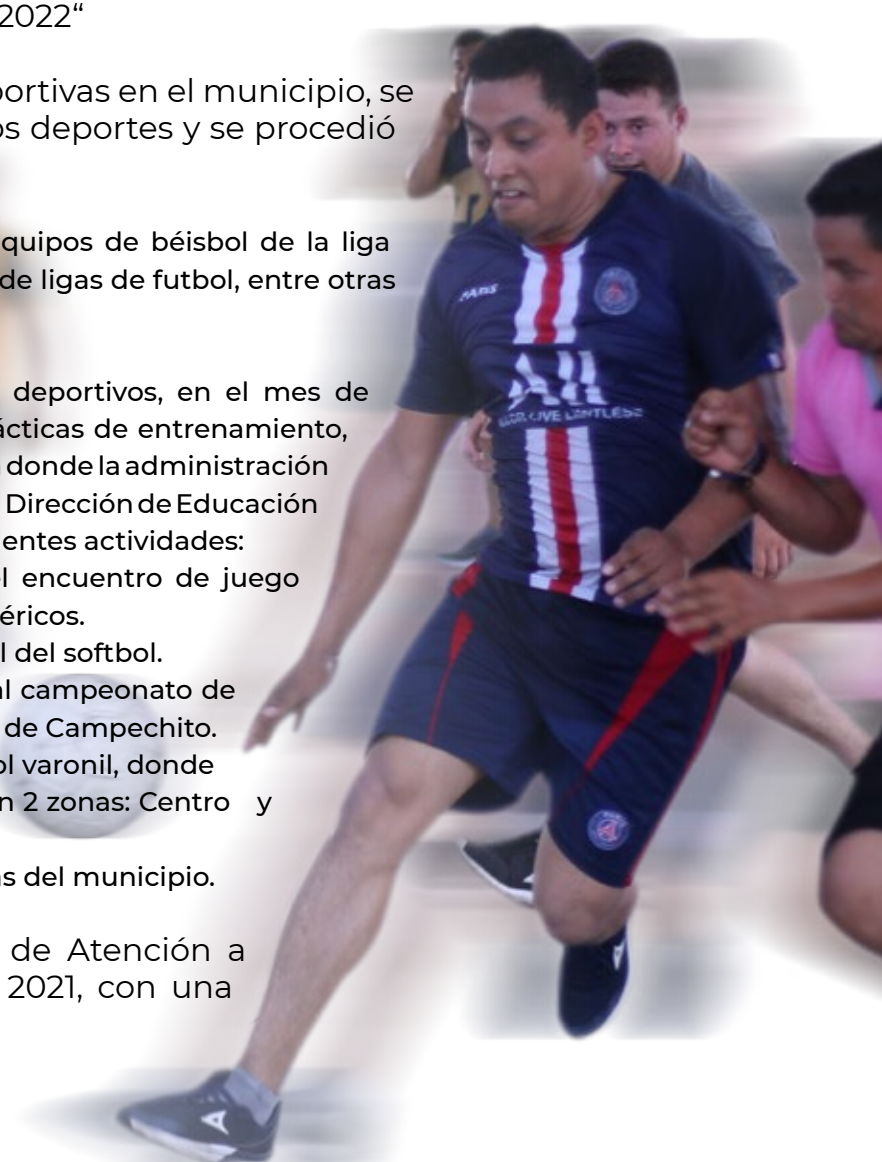 2022“
portivas en el municipio, se
os deportes y se procedió
quipos de béisbol de la liga
de ligas de futbol, entre otras
deportivos, en el mes de
ácticas de entrenamiento,
donde la administración
Dirección de Educación
entes actividades:
el encuentro de juego
éricos.
l del softbol.
al campeonato de
de Campechito.
ol varonil, donde
n 2 zonas: Centro y
as del municipio.
de Atención a
2021, con una
PARIS
All